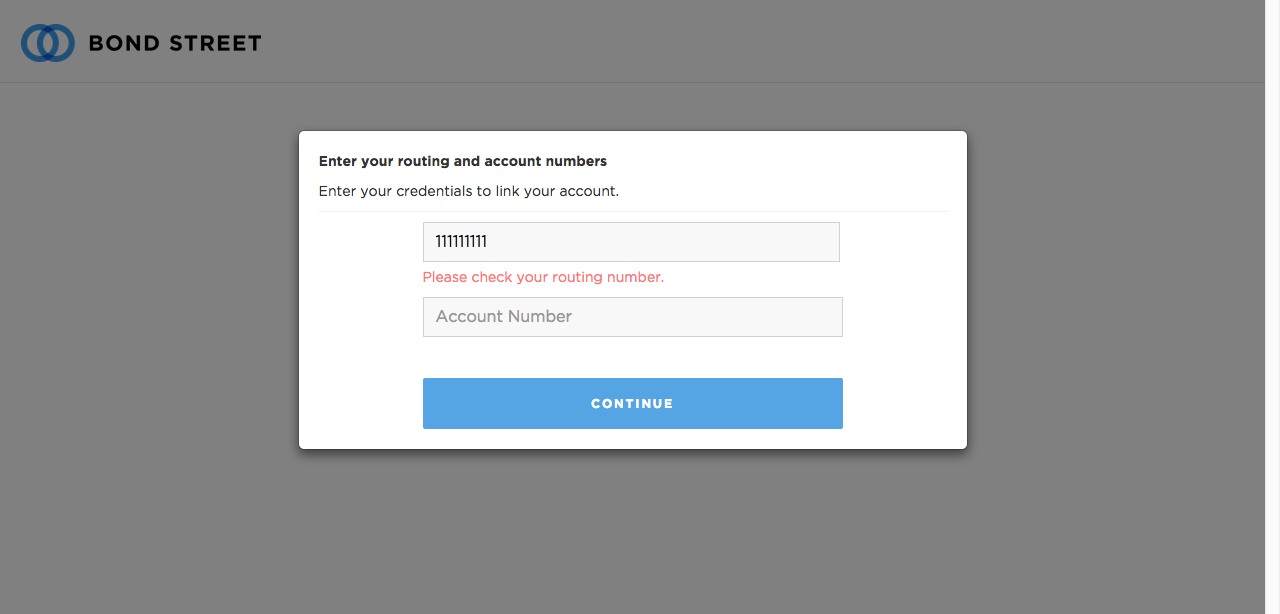 BOND STREET
Enter your routing and account numbers
Enter your credentials to link your account.
111111111
Please check your routing number.
Account Number
CONTINUE